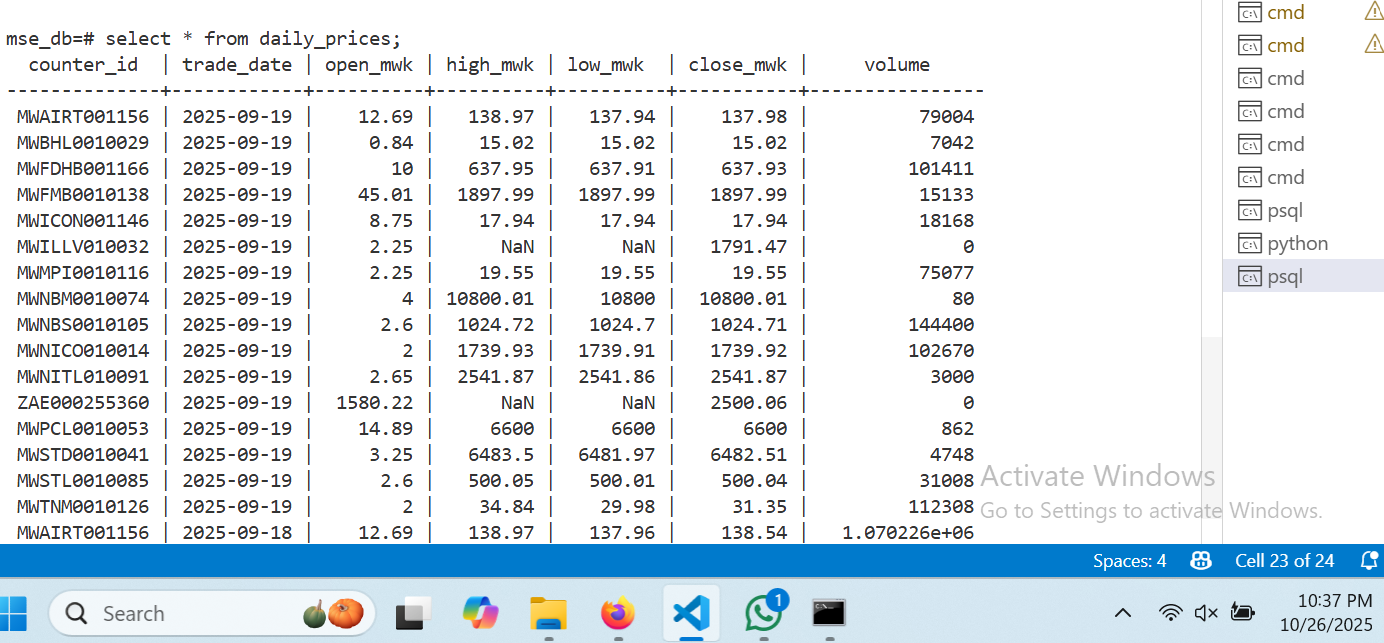 mse_db=# select * from daily_prices;
counter_id | trade_date | open_mwk | high_mwk | low_mwk | close_mwk | volume
--------------+------------+----------+----------+----------+-----------+----------------
MWAIRT001156 | 2025-09-19 | 12.69 | 138.97 | 137.94 | 137.98 | 79004
MWBHL0010029 | 2025-09-19 | 0.84 | 15.02 | 15.02 | 15.02 | 7042
MWFDHB001166 | 2025-09-19 | 10 | 637.95 | 637.91 | 637.93 | 101411
MWFMB0010138 | 2025-09-19 | 45.01 | 1897.99 | 1897.99 | 1897.99 | 15133
MWICON001146 | 2025-09-19 | 8.75 | 17.94 | 17.94 | 17.94 | 18168
MWILLV010032 | 2025-09-19 | 2.25 | NaN | NaN | 1791.47 | 0
MWMPI0010116 | 2025-09-19 | 2.25 | 19.55 | 19.55 | 19.55 | 75077
MWNBM0010074 | 2025-09-19 | 4 | 10800.01 | 10800 | 10800.01 | 80
MWNBS0010105 | 2025-09-19 | 2.6 | 1024.72 | 1024.7 | 1024.71 | 144400
MWNICO010014 | 2025-09-19 | 2 | 1739.93 | 1739.91 | 1739.92 | 102670
MWNITL010091 | 2025-09-19 | 2.65 | 2541.87 | 2541.86 | 2541.87 | 3000
ZAE000255360 | 2025-09-19 | 1580.22 | NaN | NaN | 2500.06 | 0
MWPCL0010053 | 2025-09-19 | 14.89 | 6600 | 6600 | 6600 | 862
MWSTD0010041 | 2025-09-19 | 3.25 | 6483.5 | 6481.97 | 6482.51 | 4748
MWSTL0010085 | 2025-09-19 | 2.6 | 500.05 | 500.01 | 500.04 | 31008
MWTNM0010126 | 2025-09-19 | 2 | 34.84 | 29.98 | 31.35 | 112308
MWAIRT001156 | 2025-09-18 | 12.69 | 138.97 | 137.96 | 138.54 | 1.070226e+06
cmd
cmd
cmd
cmd
cmd
cmd
psql
python
psql
Activate Windows
Go to Settings to activate Windows.
Spaces: 4 Cell 23 of 24
Search
1
10:37 PM
10/26/2025